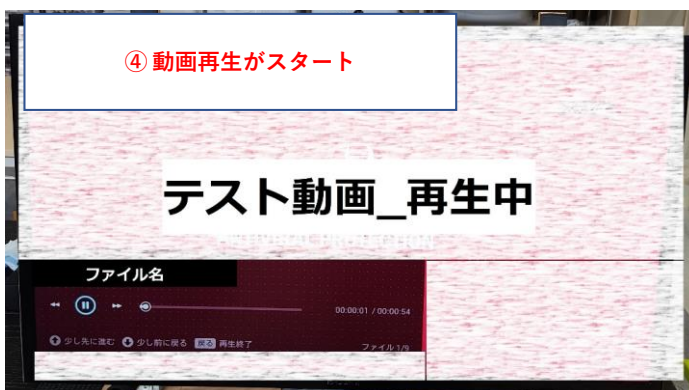 ④ 動画再生がスタート
テスト動画_再生中
ファイル名
00:00:01 / 00:00:54
少し先に進む 少し前に戻る 戻る 再生終了
ファイル 1/9